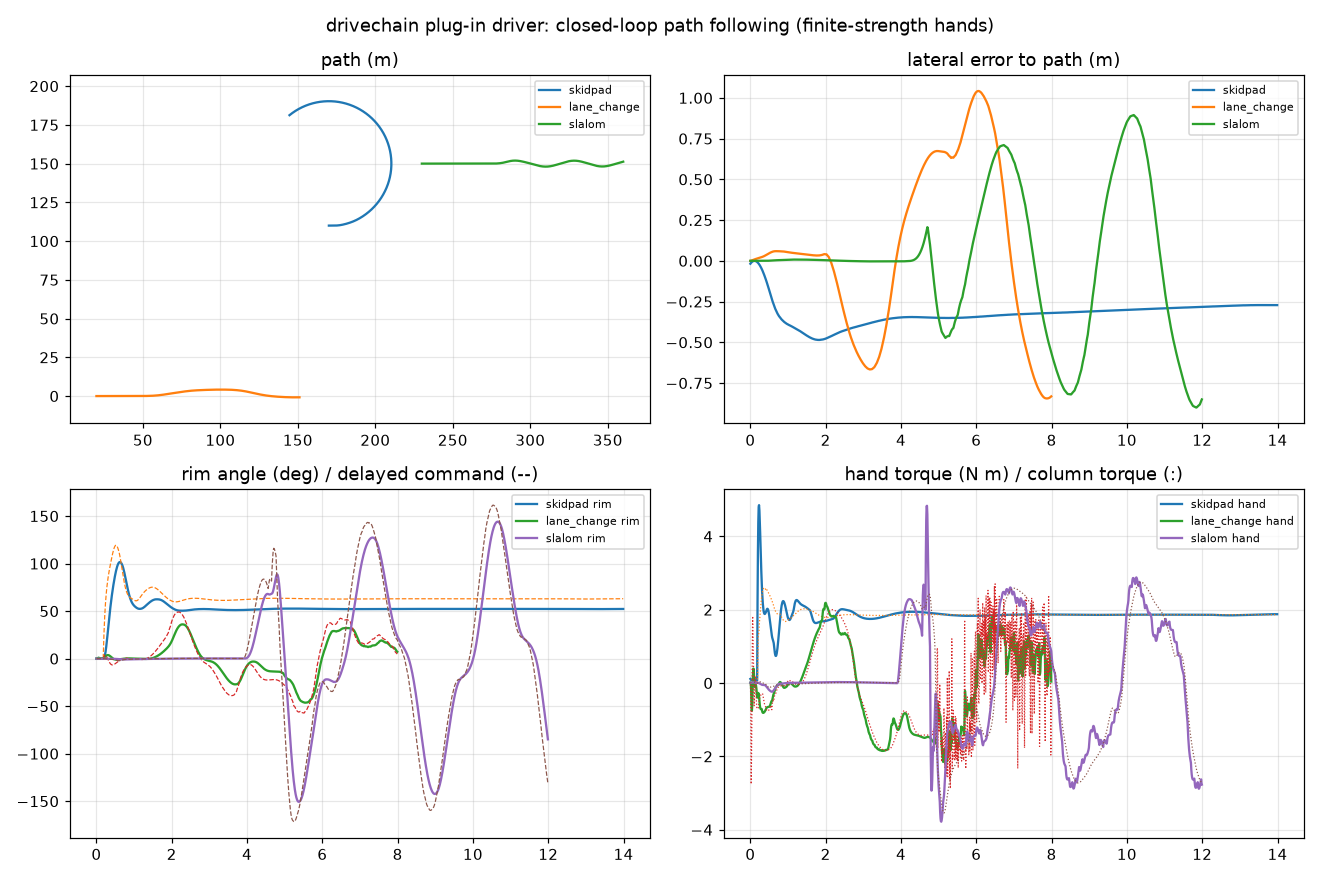 drivechain plug-in driver: closed-loop path following (finite-strength hands)
path (m)
200
175
150
125
100
75
50
25
0
50 100 150 200 250 300 350
skidpad
lane_change
slalom
lateral error to path (m)
1.00
0.75
0.50
0.25
0.00
−0.25
−0.50
−0.75
0 2 4 6 8 10 12 14
skidpad
lane_change
slalom
rim angle (deg) / delayed command (--)
150
100
50
0
−50
−100
−150
0 2 4 6 8 10 12 14
skidpad rim
lane_change rim
slalom rim
hand torque (N m) / column torque (:)
4
2
0
−2
−4
0 2 4 6 8 10 12 14
skidpad hand
lane_change hand
slalom hand